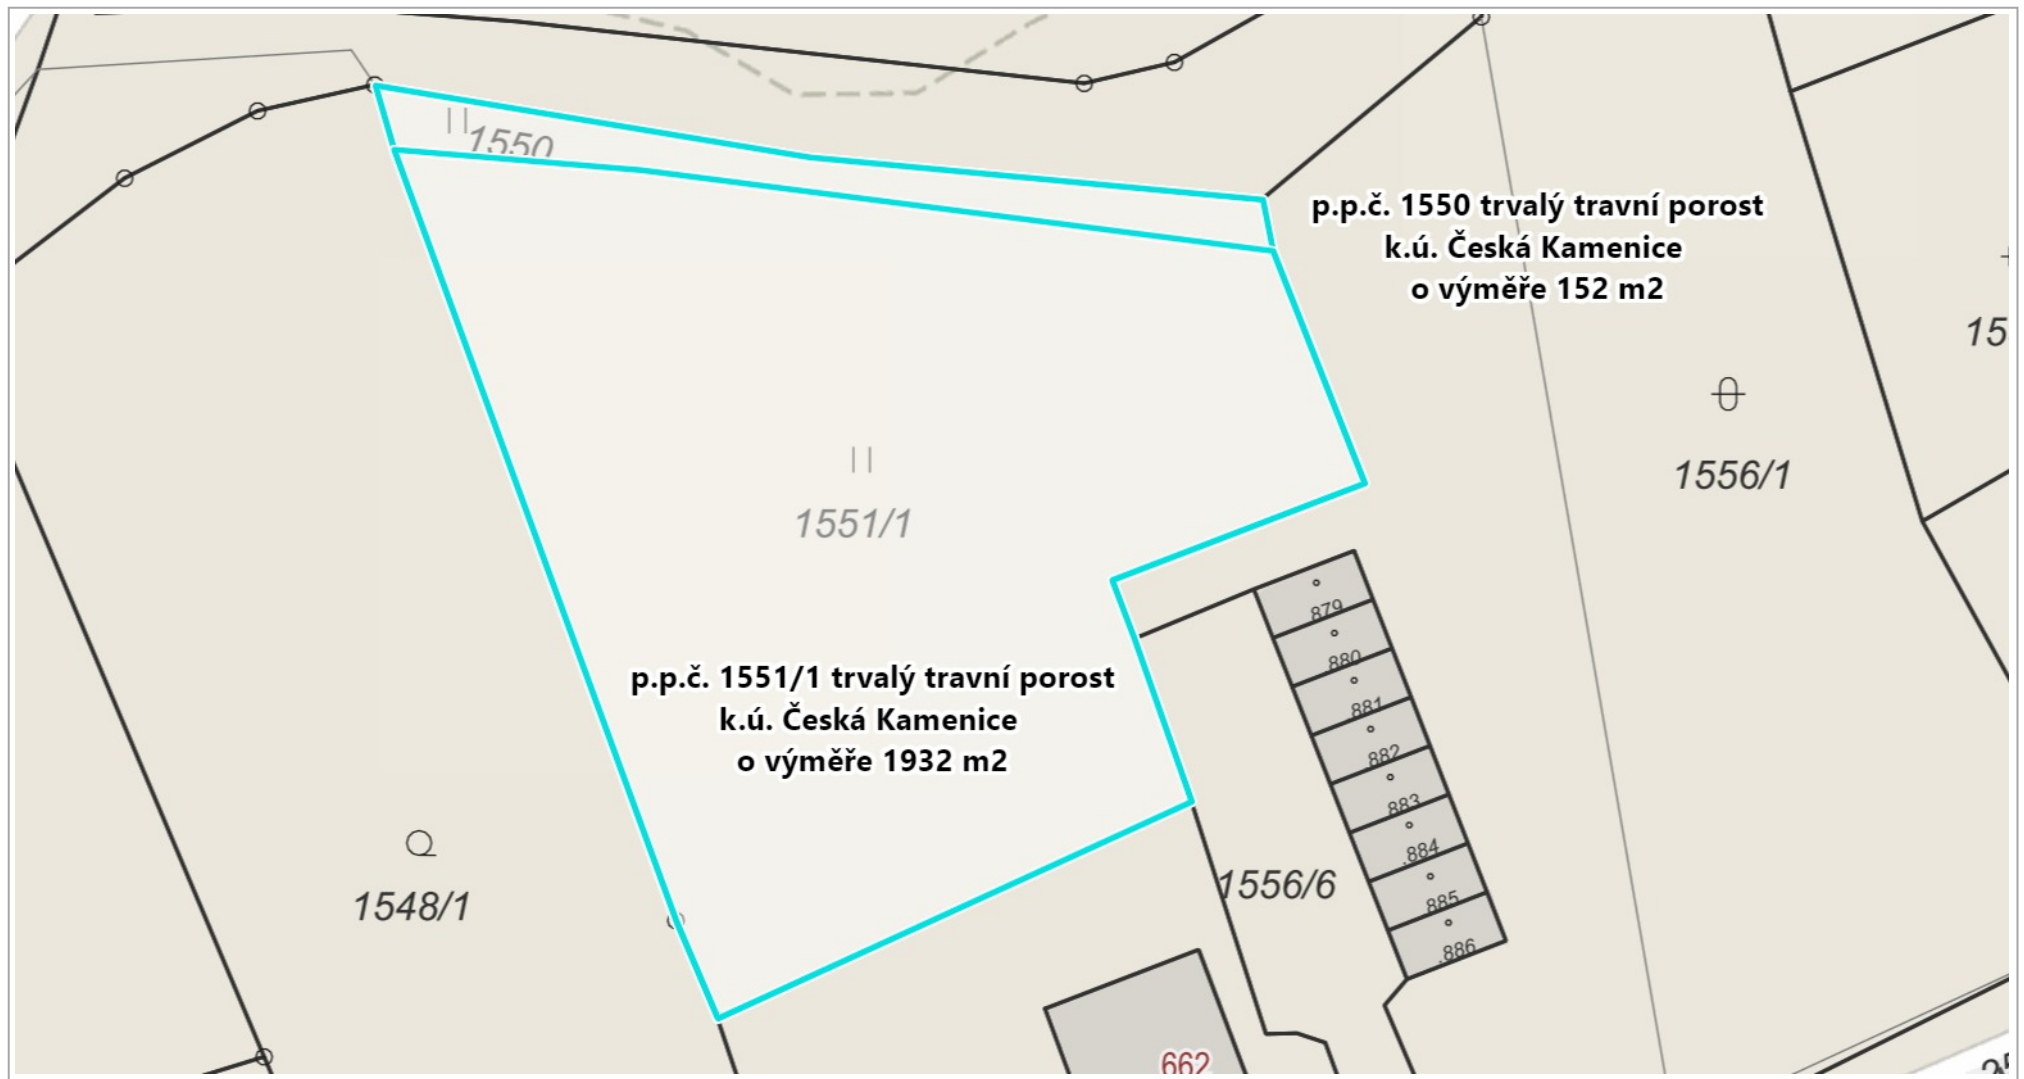 1550
p.p.č. 1550 trvalý travní porost
k.ú. Česká Kamenice
o výměře 152 m2
1556/1
1551/1
879
880
881
882
883
.884
885
.886
p.p.č. 1551/1 trvalý travní porost
k.ú. Česká Kamenice
o výměře 1932 m2
1548/1
1556/6
662